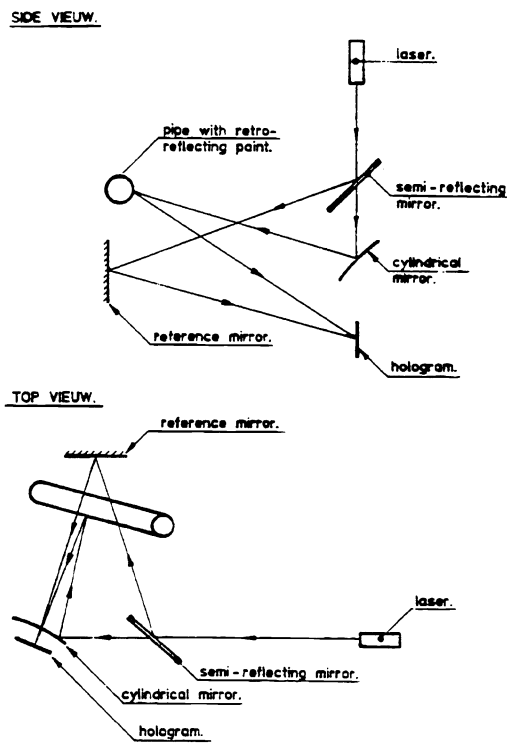 SIDE VIEUW.
laser.
pipe with retro-
reflecting paint.
semi-reflecting
mirror.
cylindrical
mirror.
reference mirror.
hologram.
TOP VIEUW.
reference mirror.
laser.
semi-reflecting mirror.
cylindrical mirror.
hologram.